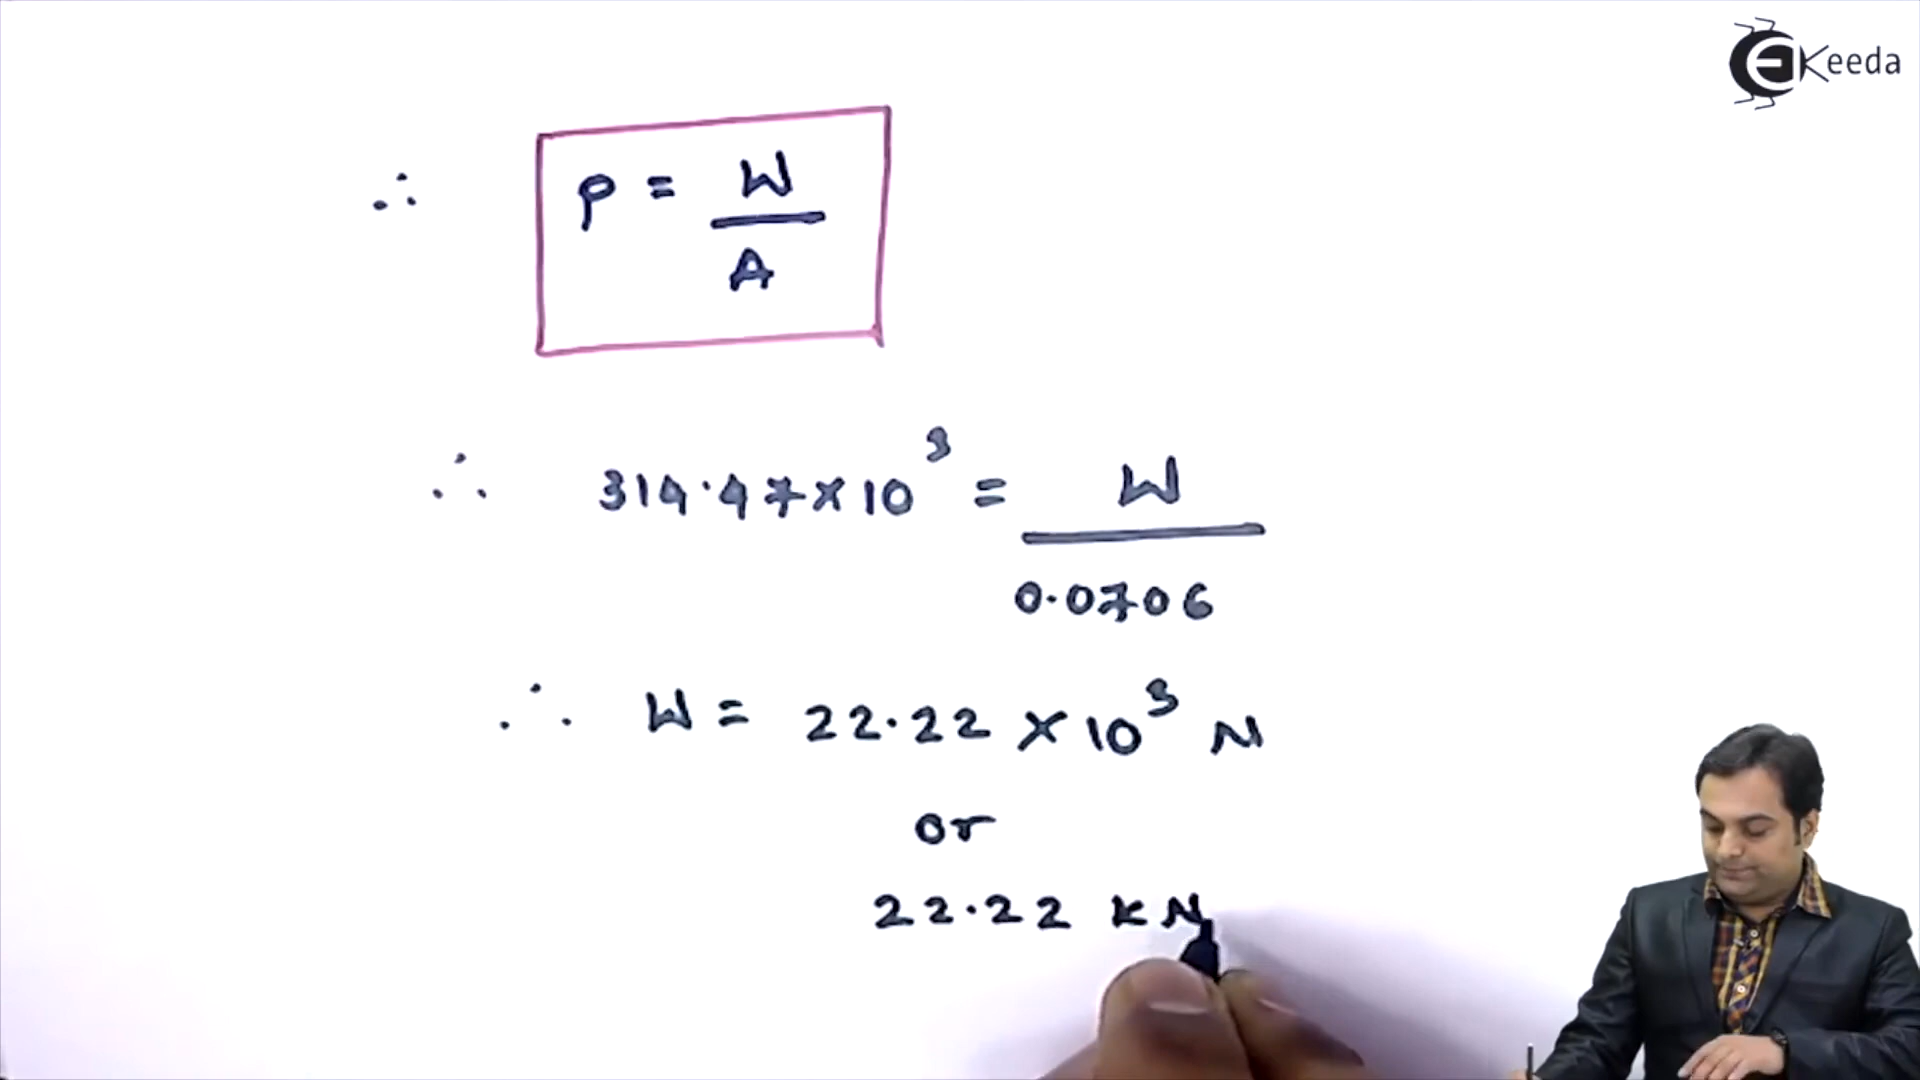 EKeeda
∴ P = W / A
∴ 314.47 × 10³ = W / 0.0706
∴ W = 22.22 × 10³ N
or
22.22 kN